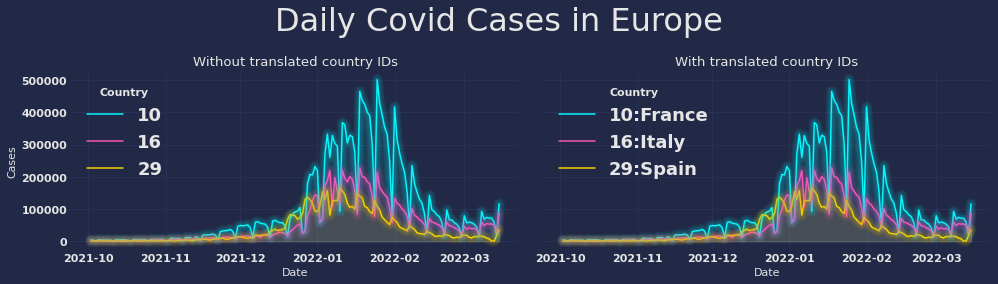 Daily Covid Cases in Europe
Without translated country IDs
Cases
500000
400000
300000
200000
100000
0
Country
10
16
29
2021-10 2021-11 2021-12 2022-01 2022-02 2022-03
Date
With translated country IDs
Country
10:France
16:Italy
29:Spain
2021-10 2021-11 2021-12 2022-01 2022-02 2022-03
Date